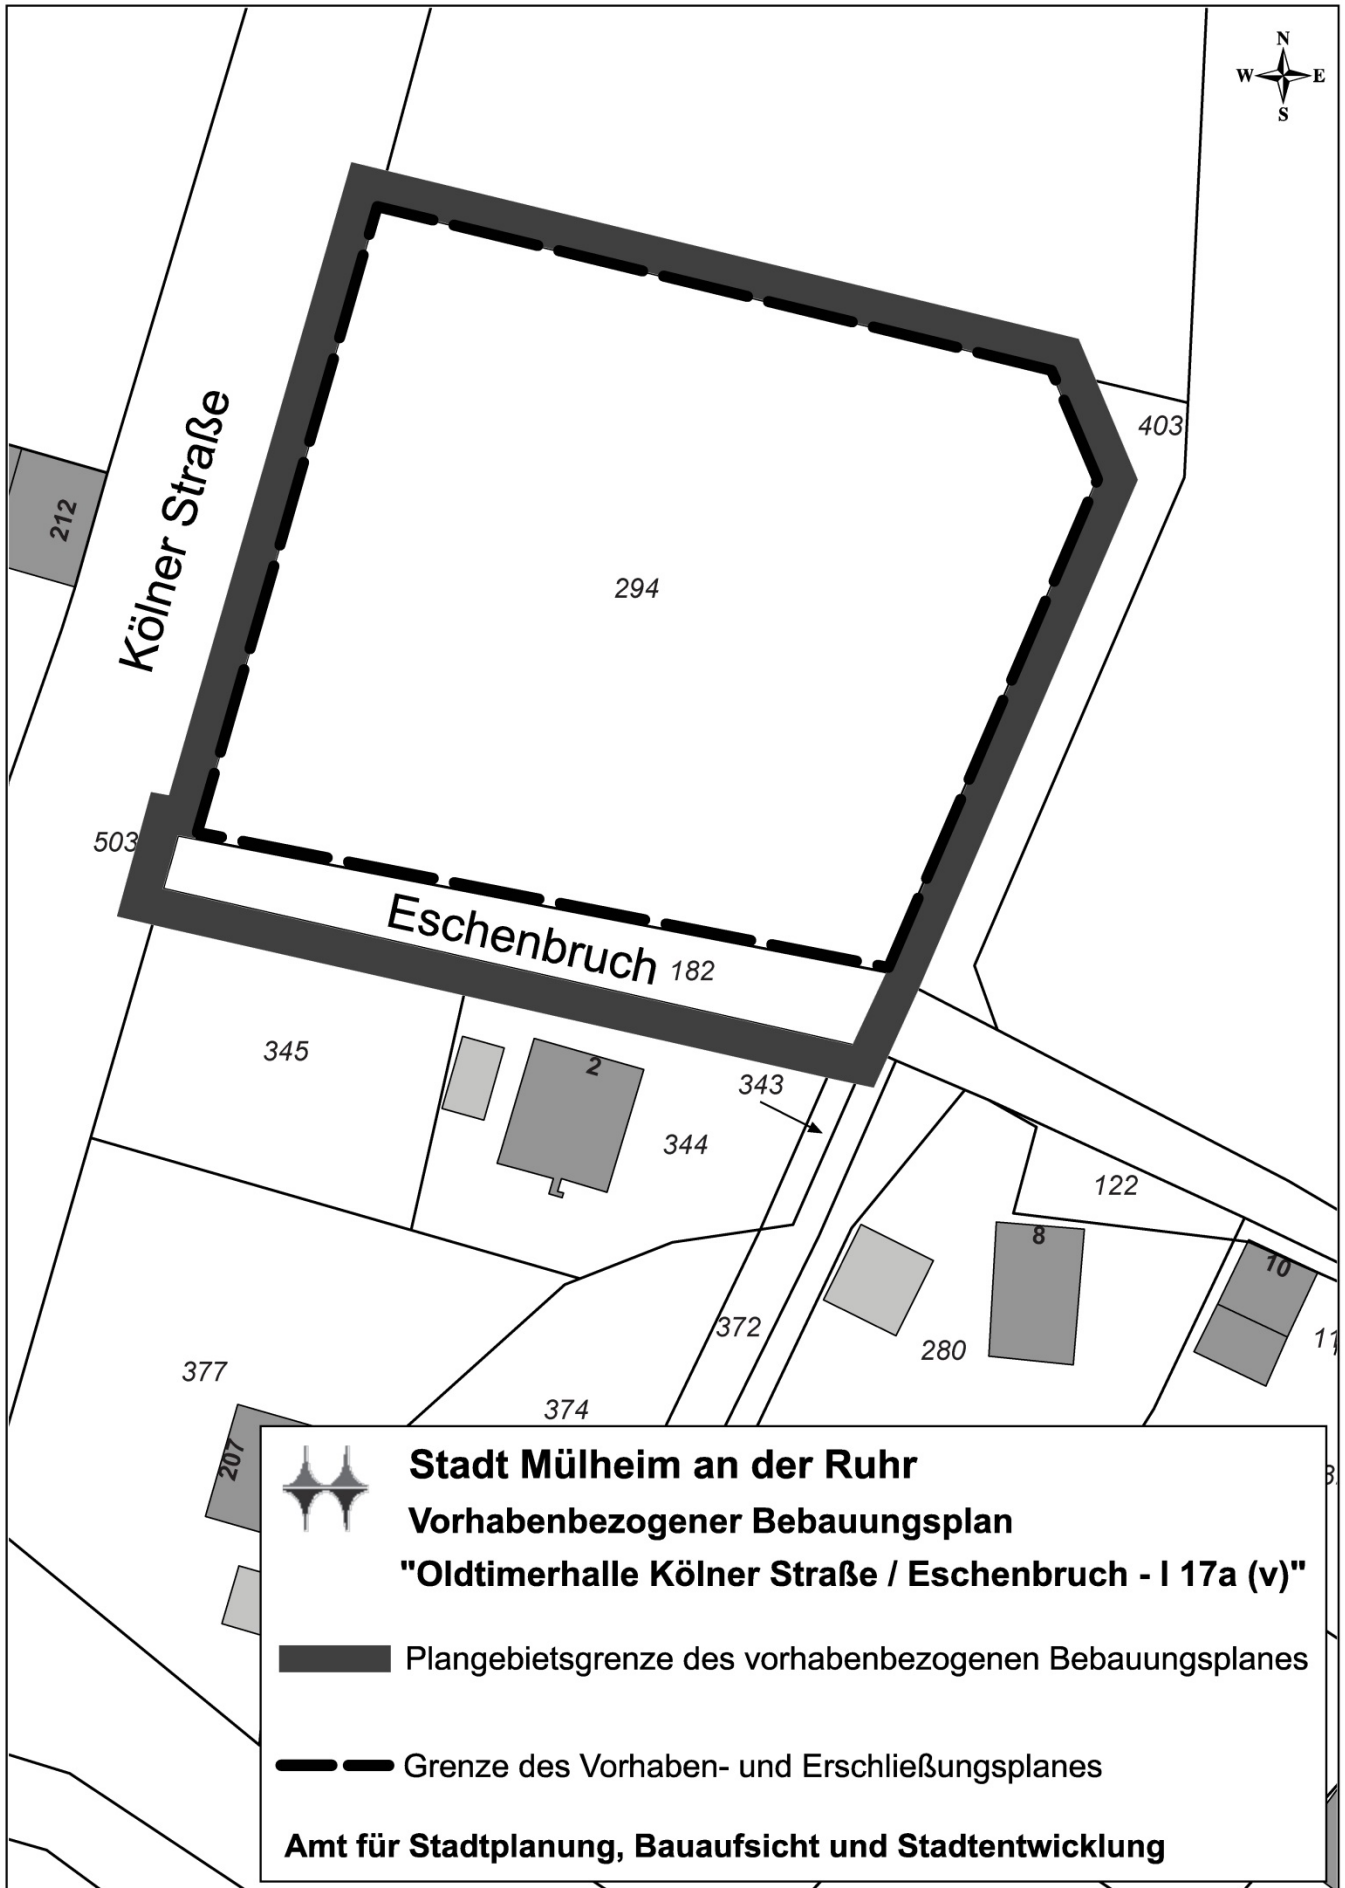 N
W E
S
403
212
Kölner Straße
294
503
Eschenbruch
182
345
2
343
344
122
8
10
372
280
377
374
207
Stadt Mülheim an der Ruhr
Vorhabenbezogener Bebauungsplan
"Oldtimerhalle Kölner Straße / Eschenbruch - I 17a (v)"
Plangebietsgrenze des vorhabenbezogenen Bebauungsplanes
Grenze des Vorhaben- und Erschließungsplanes
Amt für Stadtplanung, Bauaufsicht und Stadtentwicklung